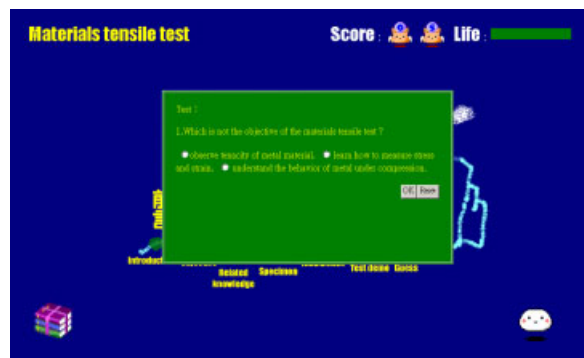 Materials tensile test
Score : Life :
Test :
1.Which is not the objective of the materials tensile test ?
observe tenacity of metal material. learn how to measure stress
and strain. understand the behavior of metal under compression.
OK Reset
Introduct
Related
knowledge
Specimen
Test demo
Guess